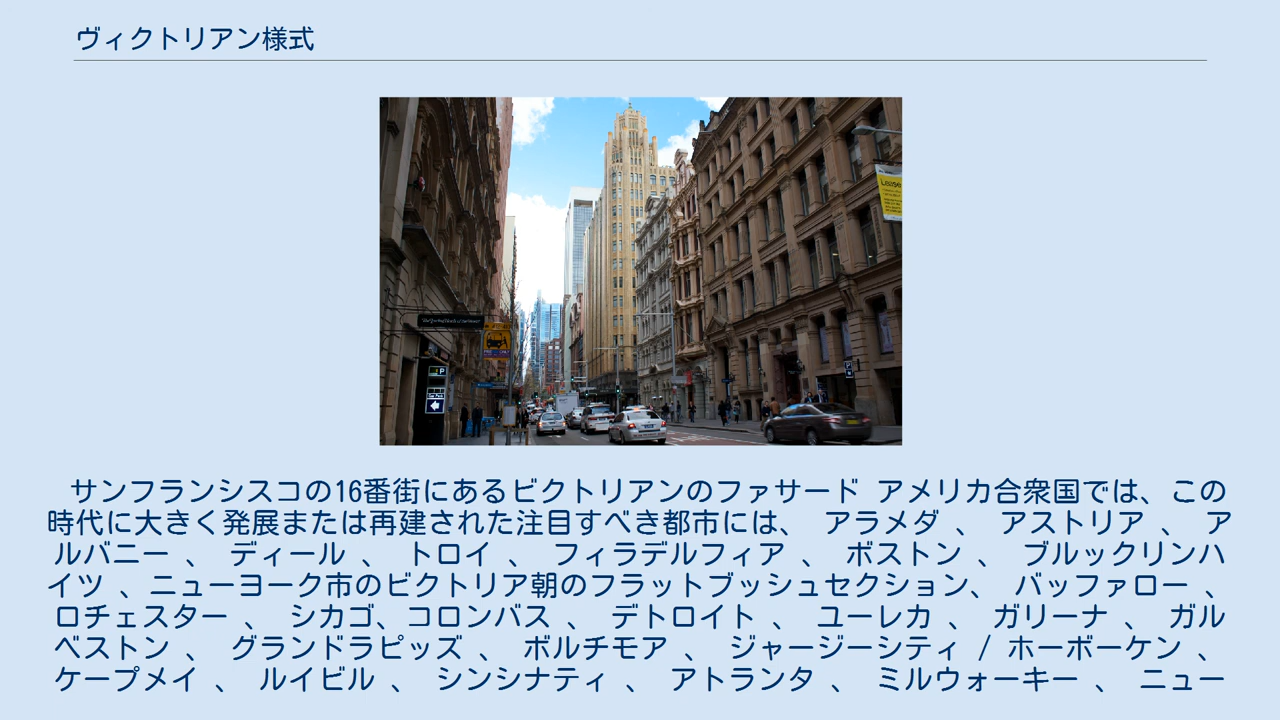 ヴィクトリアン様式
サンフランシスコの16番街にあるビクトリアンのファサード アメリカ合衆国では、この
時代に大きく発展または再建された注目すべき都市には、 アラメダ 、 アストリア 、 ア
ルバニー 、 ディール 、 トロイ 、 フィラデルフィア 、 ボストン 、 ブルックリンハ
イツ 、ニューヨーク市のビクトリア朝のフラットブッシュセクション、 バッファロー 、
ロチェスター 、 シカゴ、コロンバス 、 デトロイト 、 ユーレカ 、 ガリーナ 、 ガル
ベストン 、 グランドラピッズ 、 ボルチモア 、 ジャージーシティ / ホーボーケン 、
ケープメイ 、 ルイビル 、 シンシナティ 、 アトランタ 、 ミルウォーキー 、 ニュー
P